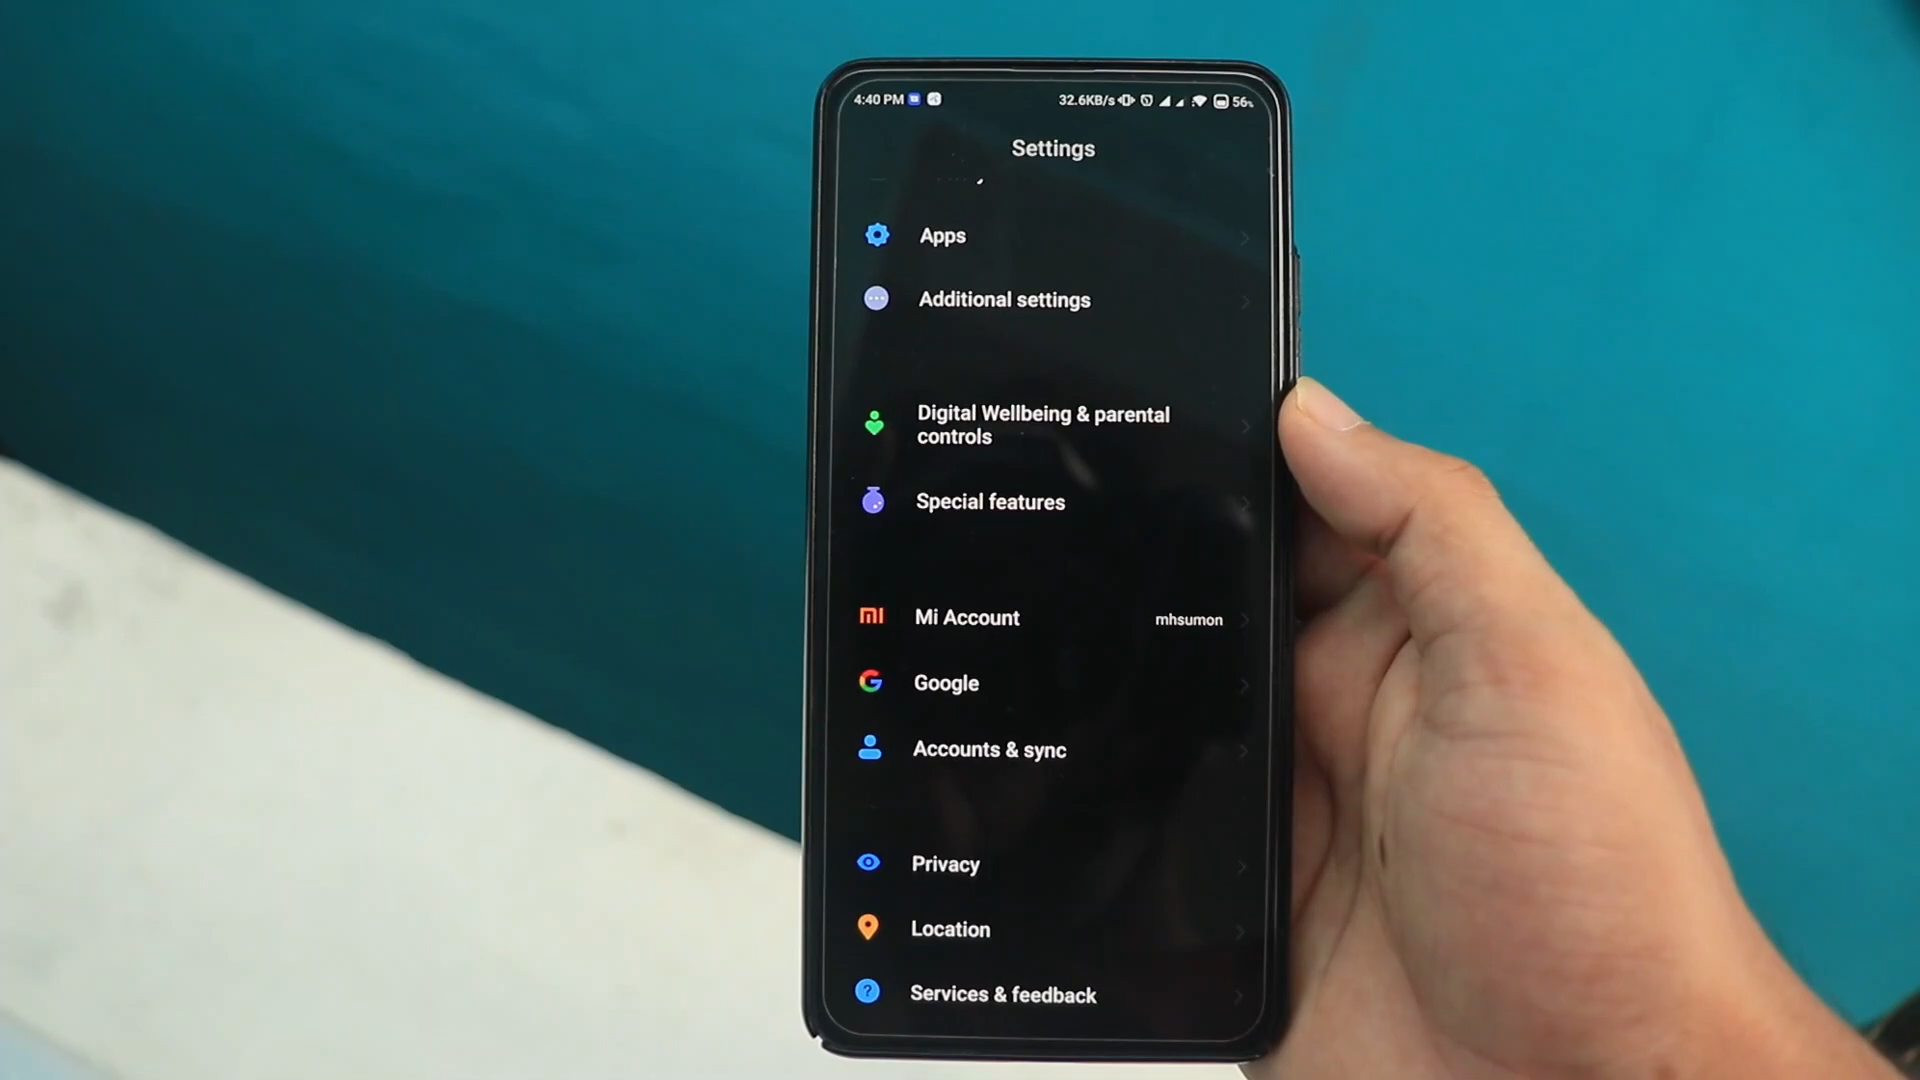 4:40 PM 32.6KB/s 56%
Settings
Apps
Additional settings
Digital Wellbeing & parental
controls
Special features
Mi Account mhsumon
Google
Accounts & sync
Privacy
Location
Services & feedback